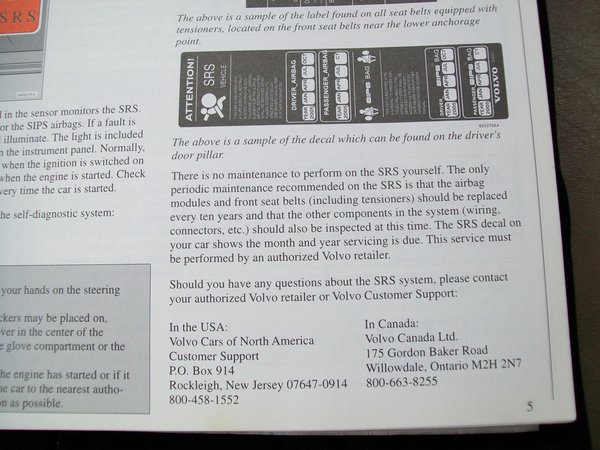 SRS
d in the sensor monitors the SRS.
or the SIPS airbags. If a fault is
illuminate. The light is included
n the instrument panel. Normally,
when the ignition is switched on
when the engine is started. Check
very time the car is started.
he self-diagnostic system:
your hands on the steering
ckers may be placed on,
over in the center of the
e glove compartment or the
he engine has started or if it
he car to the nearest autho-
n as possible.
The above is a sample of the label found on all seat belts equipped with
tensioners, located on the front seat belts near the lower anchorage
point.
ATTENTION!
SRS
VEHICLE
DRIVER_AIRBAG
PASSENGER_AIRBAG
SIPS BAG
DRIVER
SIPS BAG
PASSENGER
VOLVO
The above is a sample of the decal which can be found on the driver's
door pillar.
There is no maintenance to perform on the SRS yourself. The only
periodic maintenance recommended on the SRS is that the airbag
modules and front seat belts (including tensioners) should be replaced
every ten years and that the other components in the system (wiring,
connectors, etc.) should also be inspected at this time. The SRS decal on
your car shows the month and year servicing is due. This service must
be performed by an authorized Volvo retailer.
Should you have any questions about the SRS system, please contact
your authorized Volvo retailer or Volvo Customer Support:
In the USA:
Volvo Cars of North America
Customer Support
P.O. Box 914
Rockleigh, New Jersey 07647-0914
800-458-1552
In Canada:
Volvo Canada Ltd.
175 Gordon Baker Road
Willowdale, Ontario M2H 2N7
800-663-8255
5